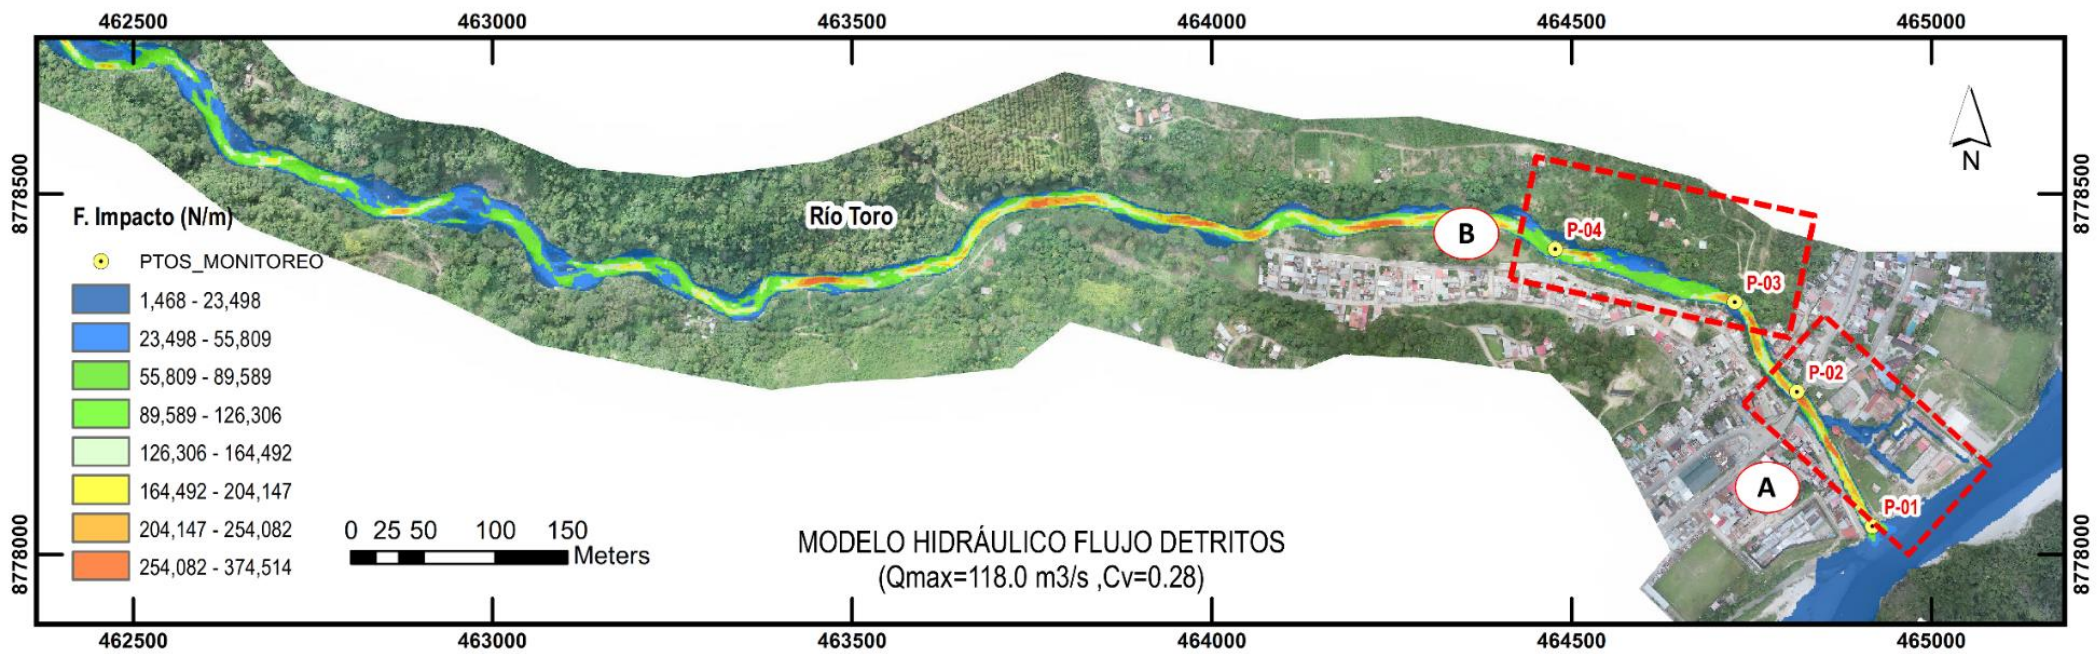 462500 463000 463500 464000 464500 465000
8778500
8778000
8778500
8778000
N
Río Toro
B
P-04
P-03
P-02
A
P-01
F. Impacto (N/m)
PTOS_MONITOREO
1,468 - 23,498
23,498 - 55,809
55,809 - 89,589
89,589 - 126,306
126,306 - 164,492
164,492 - 204,147
204,147 - 254,082
254,082 - 374,514
0 25 50 100 150
Meters
MODELO HIDRÁULICO FLUJO DETRITOS
(Qmax=118.0 m3/s ,Cv=0.28)
462500 463000 463500 464000 464500 465000